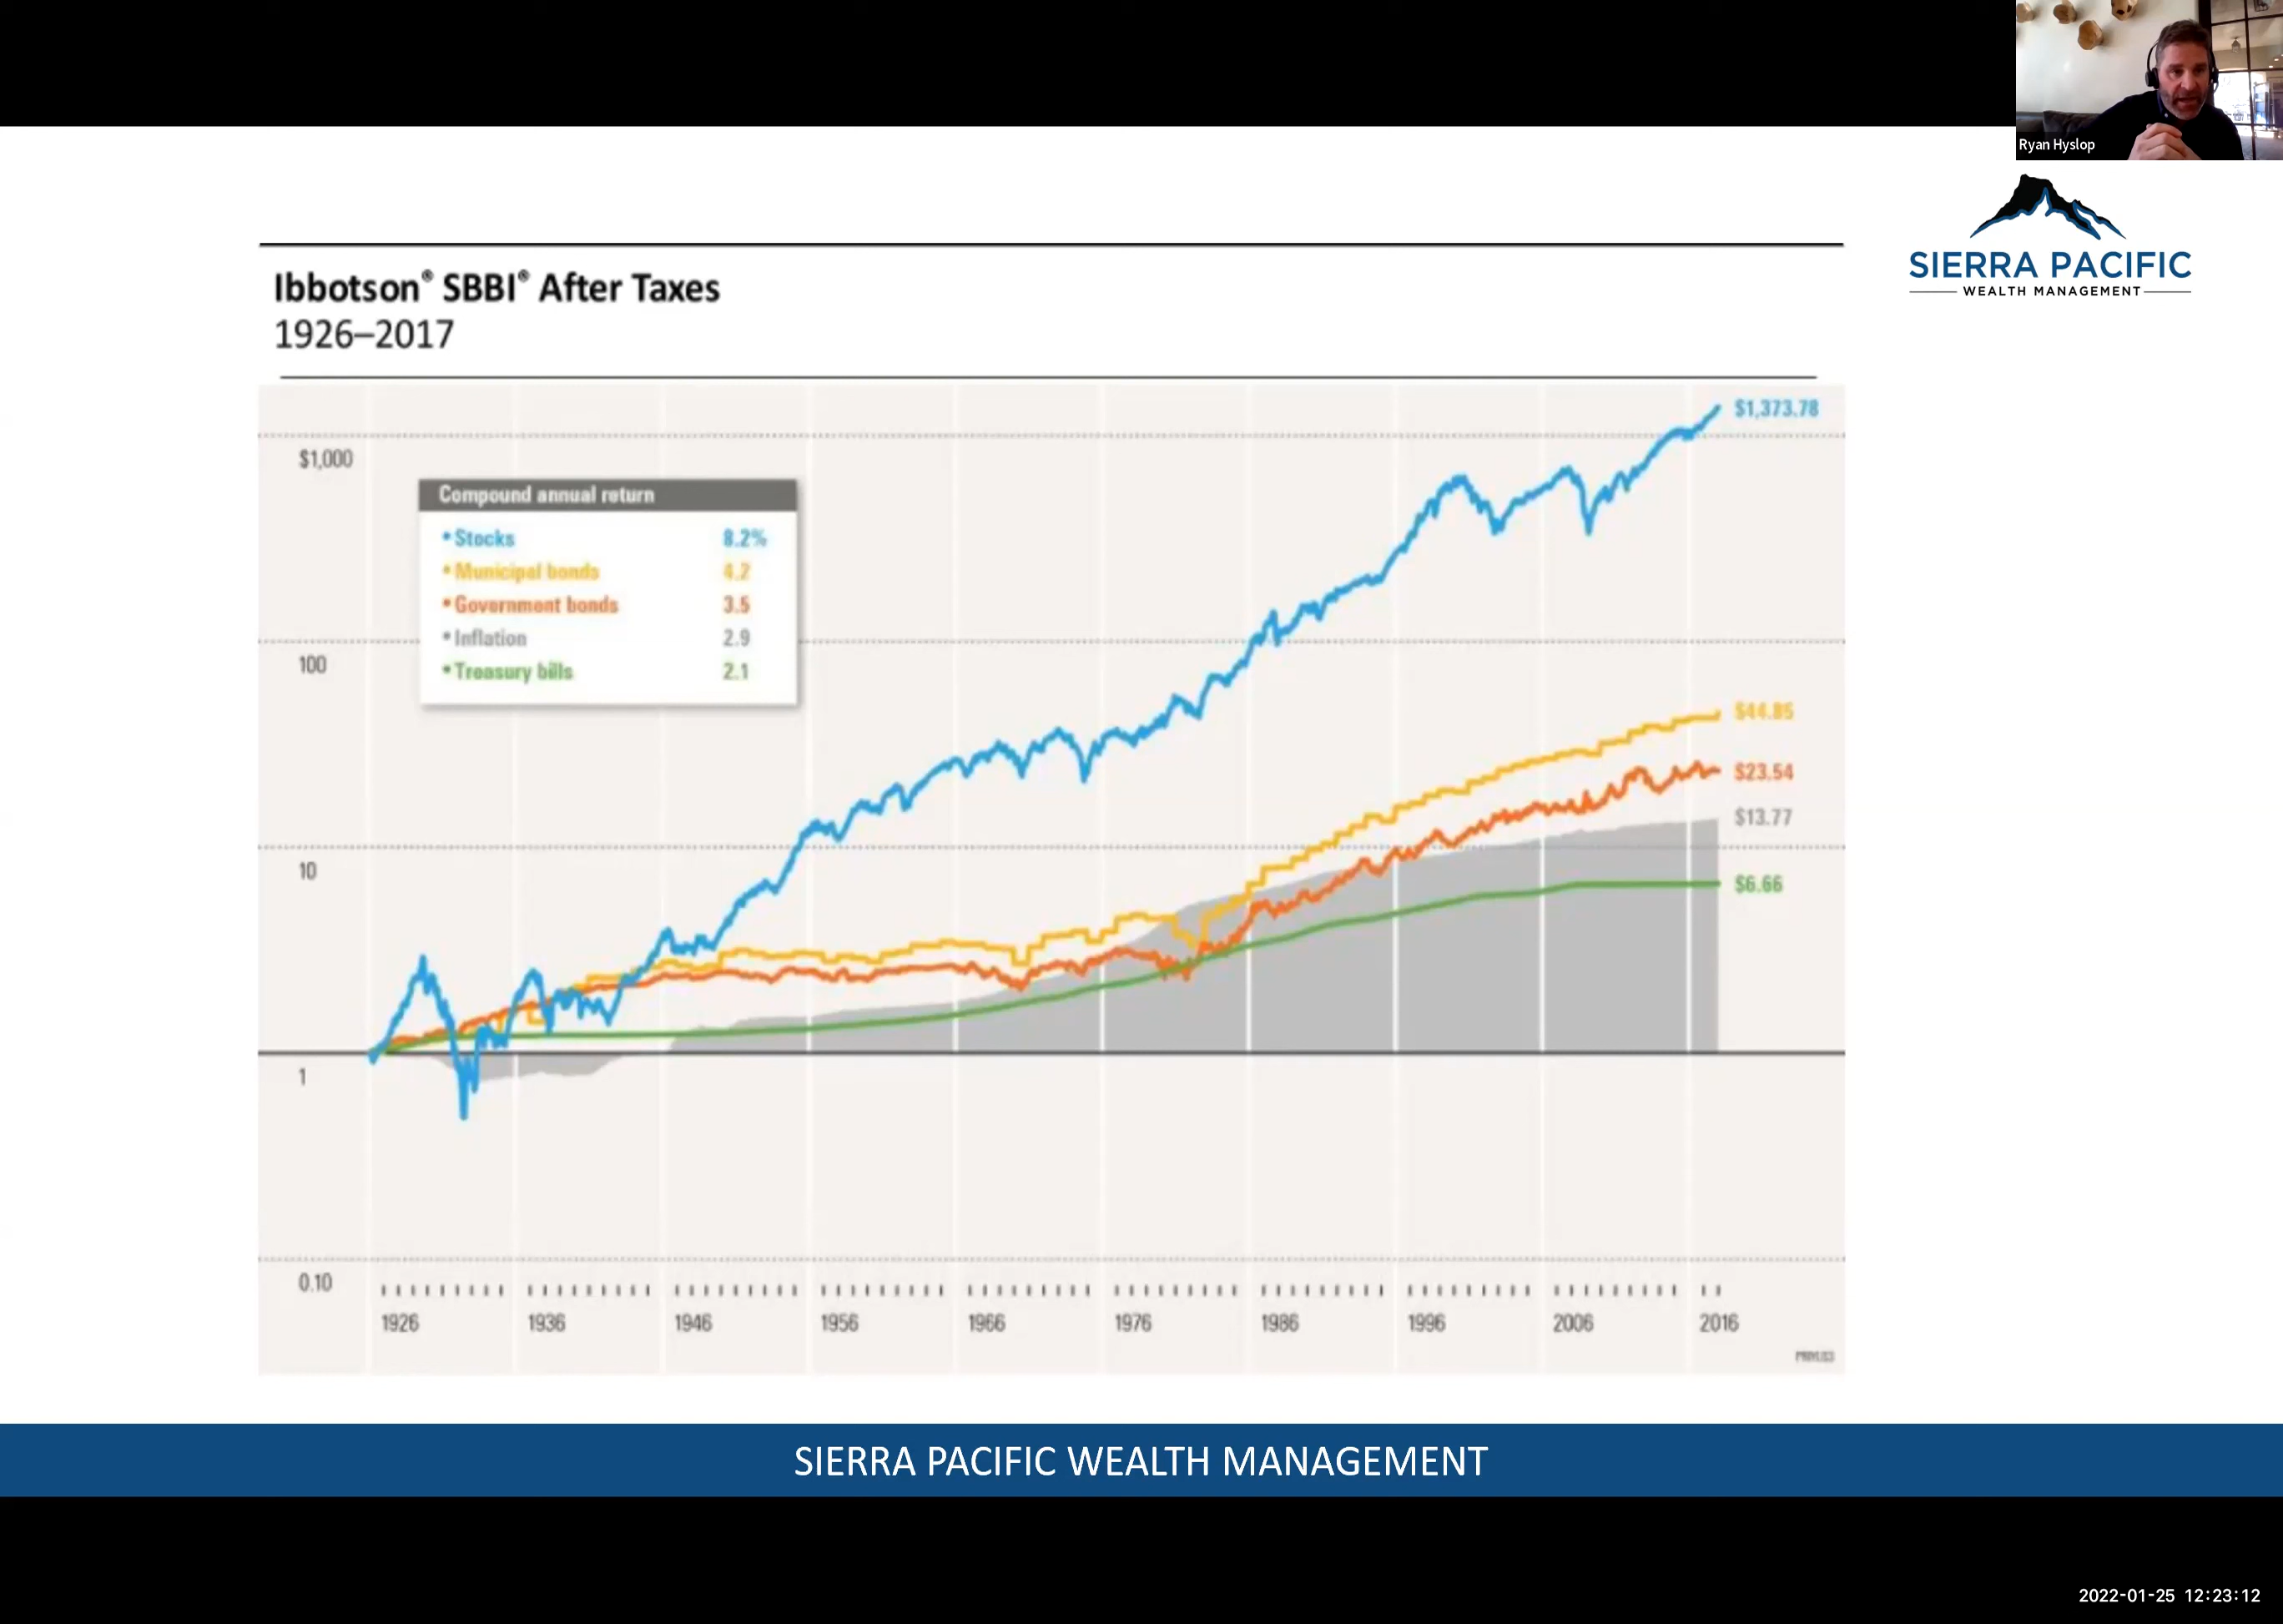 Ryan Hyslop
SIERRA PACIFIC
WEALTH MANAGEMENT
Ibbotson® SBBI® After Taxes
1926–2017
$1,373.78
$1,000
Compound annual return
• Stocks 8.2%
• Municipal bonds 4.2
• Government bonds 3.5
• Inflation 2.9
• Treasury bills 2.1
100
$44.85
$23.54
$13.77
10
$6.66
1
0.10
1926 1936 1946 1956 1966 1976 1986 1996 2006 2016
SIERRA PACIFIC WEALTH MANAGEMENT
2022-01-25 12:23:12